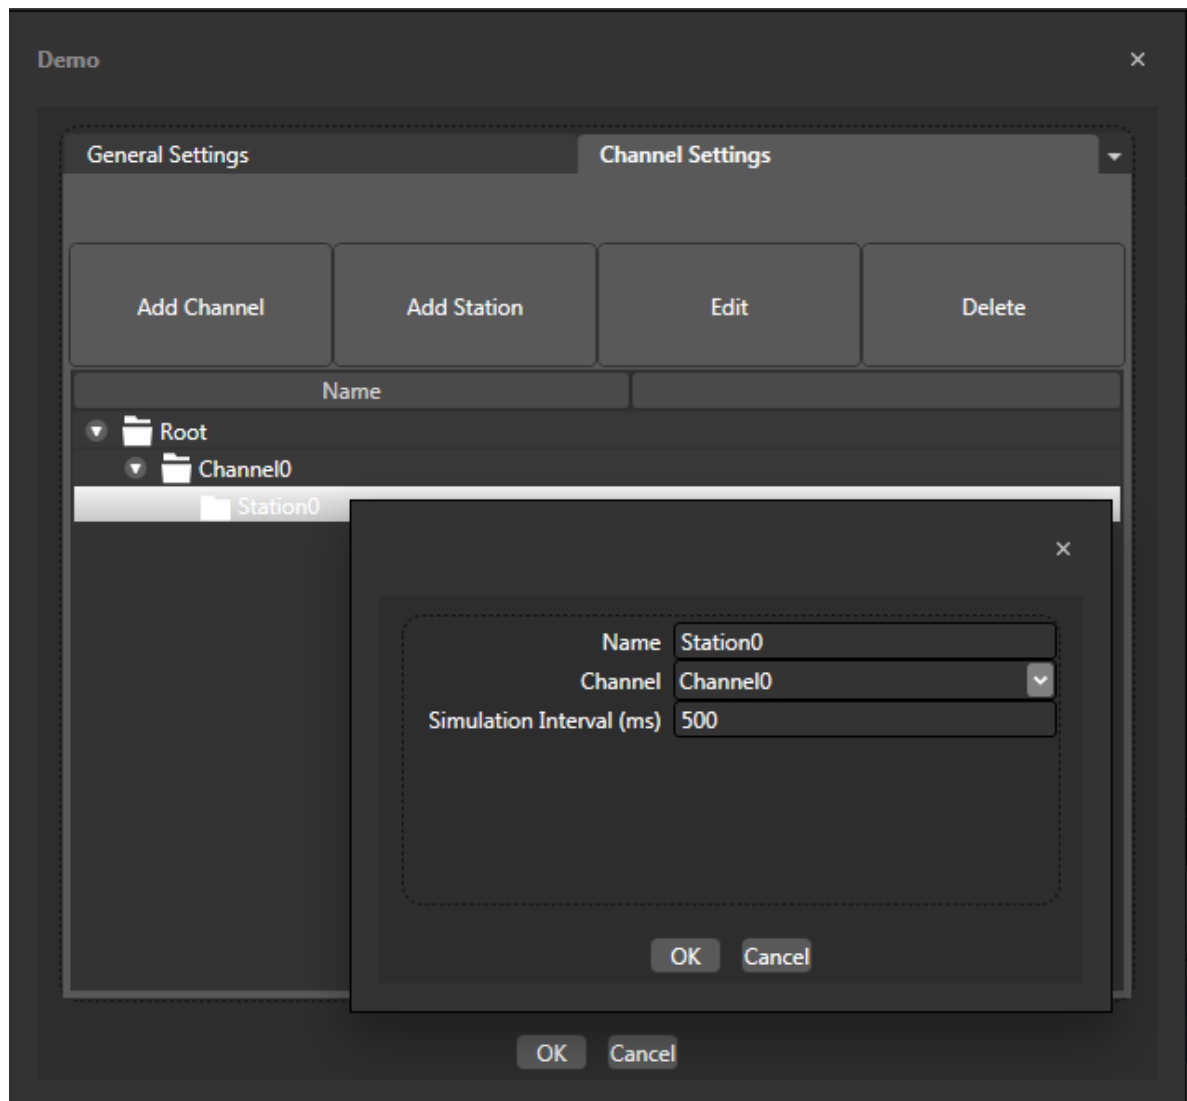 Demo
General Settings Channel Settings
Add Channel Add Station Edit Delete
Name
Root
Channel0
Station0
Name Station0
Channel Channel0
Simulation Interval (ms) 500
OK Cancel
OK Cancel